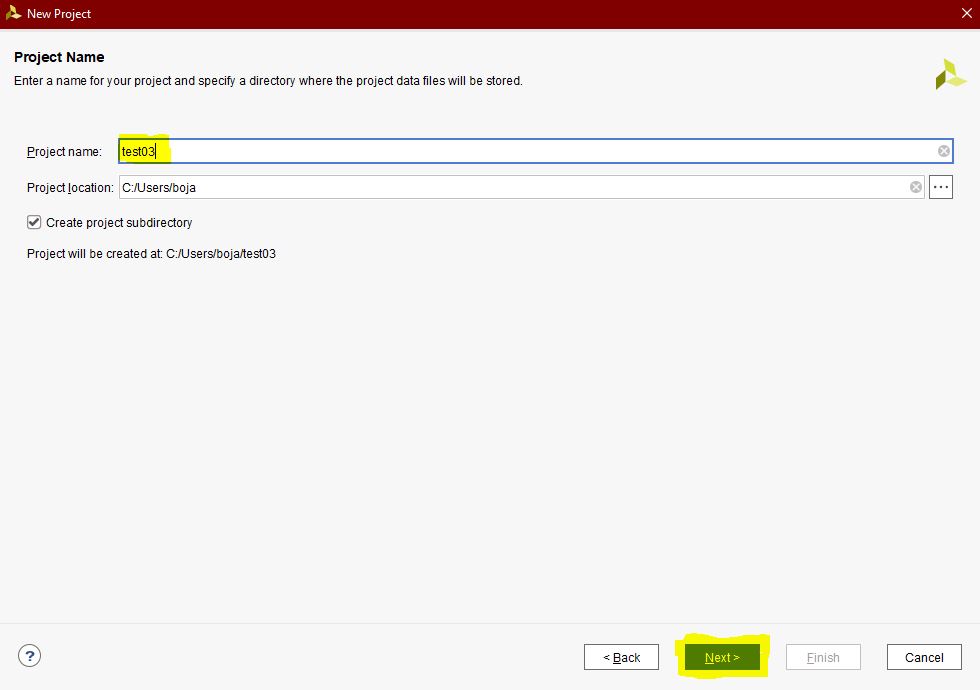 New Project
Project Name
Enter a name for your project and specify a directory where the project data files will be stored.
Project name: test03
Project location: C:/Users/boja ...
Create project subdirectory
Project will be created at: C:/Users/boja/test03
? < Back Next > Finish Cancel